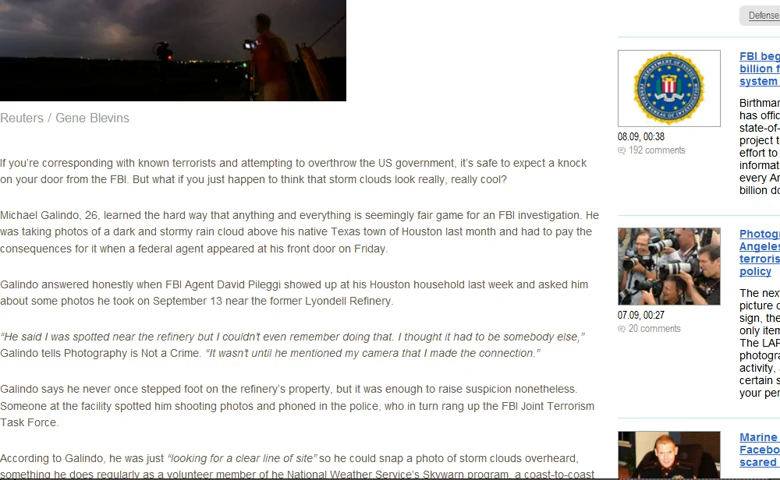 Reuters / Gene Blevins
If you're corresponding with known terrorists and attempting to overthrow the US government, it's safe to expect a knock
on your door from the FBI. But what if you just happen to think that storm clouds look really, really cool?
Michael Galindo, 26, learned the hard way that anything and everything is seemingly fair game for an FBI investigation. He
was taking photos of a dark and stormy rain cloud above his native Texas town of Houston last month and had to pay the
consequences for it when a federal agent appeared at his front door on Friday.
Galindo answered honestly when FBI Agent David Pileggi showed up at his Houston household last week and asked him
about some photos he took on September 13 near the former Lyondell Refinery.
"He said I was spotted near the refinery but I couldn't even remember doing that. I thought it had to be somebody else,"
Galindo tells Photography is Not a Crime. "It wasn't until he mentioned my camera that I made the connection."
Galindo says he never once stepped foot on the refinery's property, but it was enough to raise suspicion nonetheless.
Someone at the facility spotted him shooting photos and phoned in the police, who in turn rang up the FBI Joint Terrorism
Task Force.
According to Galindo, he was just "looking for a clear line of site" so he could snap a photo of storm clouds overheard,
something he does regularly as a volunteer member of he National Weather Service's Skywarn program, a coast-to-coast
Defense
FBI beg
billion f
system
08.09, 00:38
192 comments
Birthmar
has offic
state-of-
project t
effort to
informat
every Am
billion do
Photogr
Angeles
terroris
policy
07.09, 00:27
20 comments
The next
picture o
sign, the
only item
The LAP
photogra
activity, a
certain s
your per
Marine
Facebo
scared